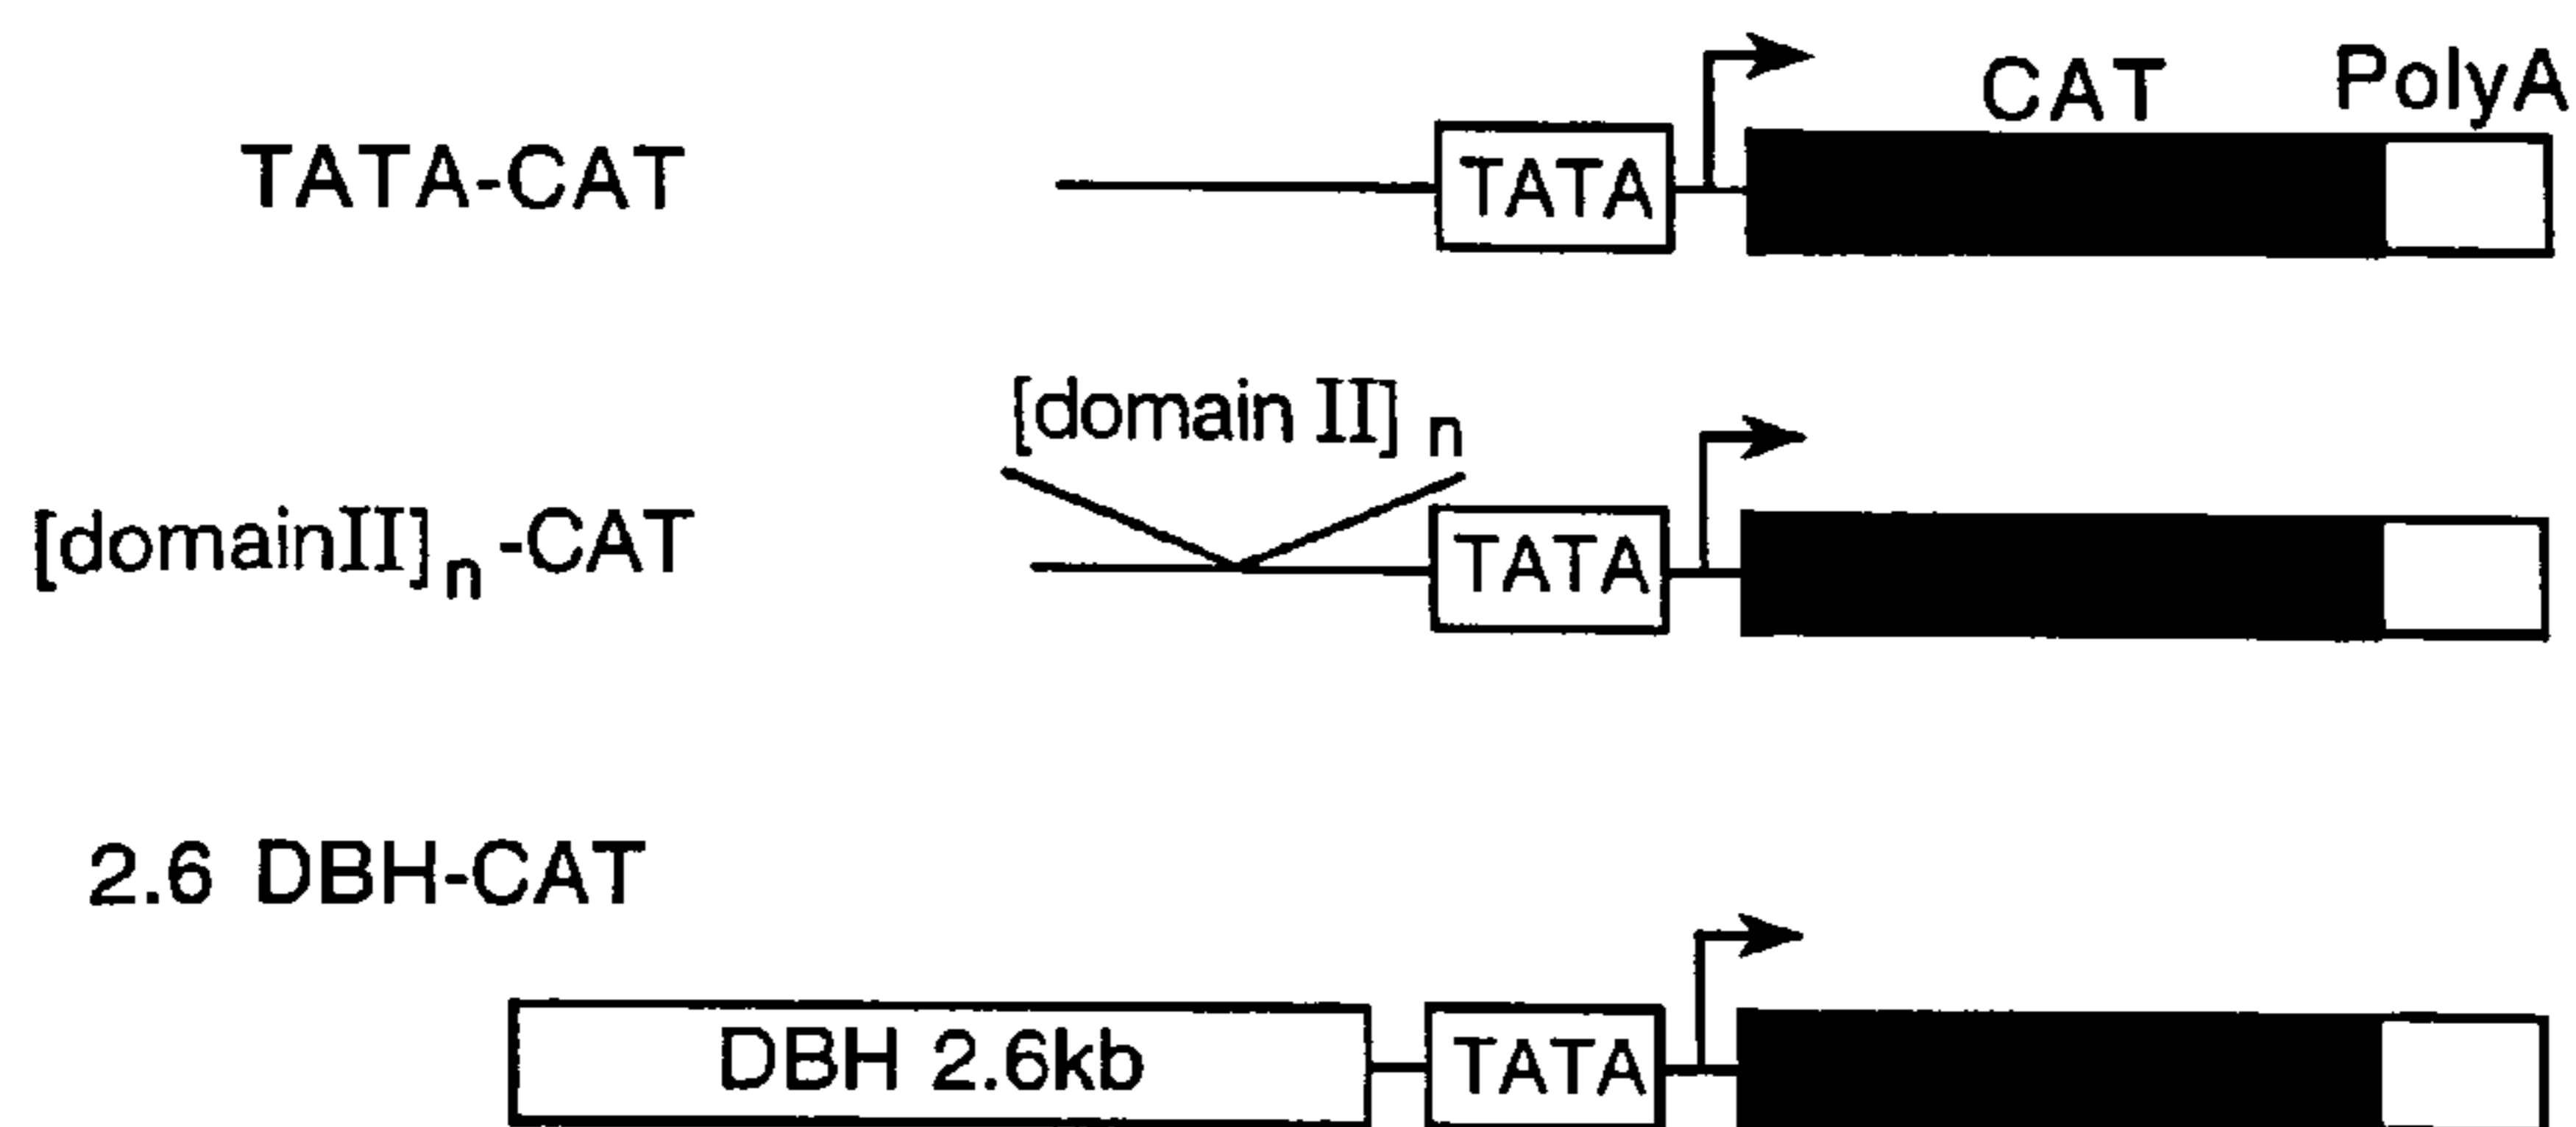 CAT PolyA
TATA-CAT TATA
[domain II] n
[domainII]n -CAT TATA
2.6 DBH-CAT
DBH 2.6kb TATA